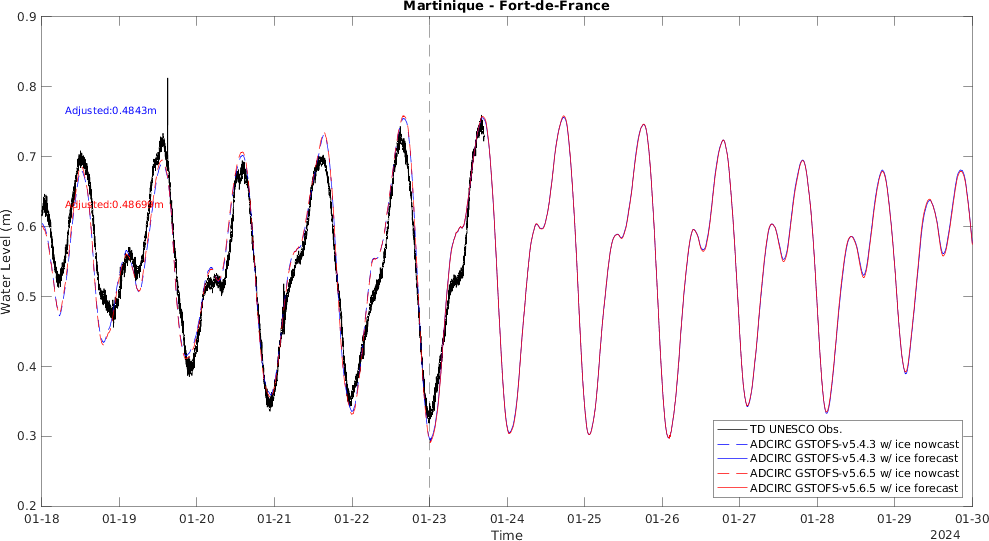 Martinique - Fort-de-France
0.9
0.8
0.7
0.6
0.5
0.4
0.3
0.2
Water Level (m)
Adjusted:0.4843m
TD UNESCO Obs.
ADCIRC GSTOFS-v5.4.3 w/ ice nowcast
ADCIRC GSTOFS-v5.4.3 w/ ice forecast
ADCIRC GSTOFS-v5.6.5 w/ ice nowcast
ADCIRC GSTOFS-v5.6.5 w/ ice forecast
01-18 01-19 01-20 01-21 01-22 01-23 01-24 01-25 01-26 01-27 01-28 01-29 01-30
Time
2024